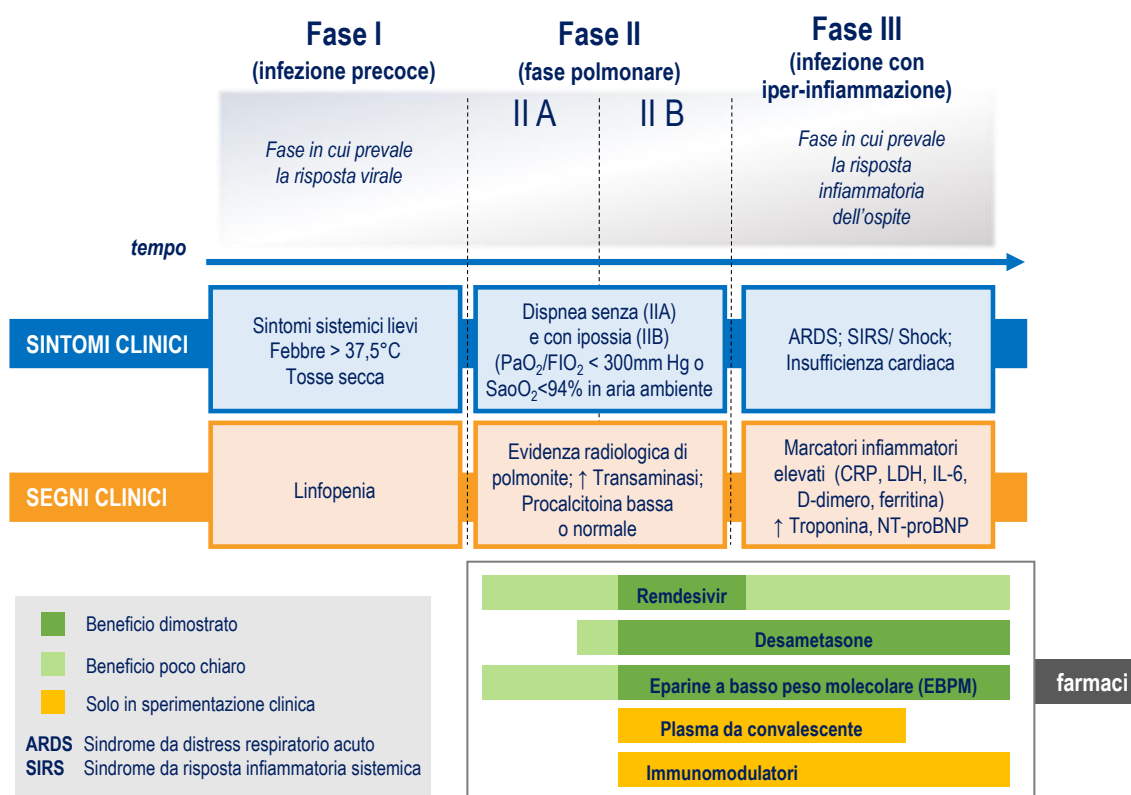 Fase I
(infezione precoce)
Fase II
(fase polmonare)
Fase III
(infezione con
iper-infiammazione)
II A
II B
Fase in cui prevale
la risposta virale
Fase in cui prevale
la risposta
infiammatoria
dell'ospite
tempo
SINTOMI CLINICI
Sintomi sistemici lievi
Febbre > 37,5°C
Tosse secca
Dispnea senza (IIA)
e con ipossia (IIB)
(PaO2/FIO2 < 300mm Hg o
SaoO2<94% in aria ambiente
ARDS; SIRS/ Shock;
Insufficienza cardiaca
SEGNI CLINICI
Linfopenia
Evidenza radiologica di
polmonite; ↑ Transaminasi;
Procalcitoina bassa
o normale
Marcatori infiammatori
elevati (CRP, LDH, IL-6,
D-dimero, ferritina)
↑ Troponina, NT-proBNP
Beneficio dimostrato
Beneficio poco chiaro
Solo in sperimentazione clinica
ARDS Sindrome da distress respiratorio acuto
SIRS Sindrome da risposta infiammatoria sistemica
Remdesivir
Desametasone
Eparine a basso peso molecolare (EBPM)
Plasma da convalescente
Immunomodulatori
farmaci